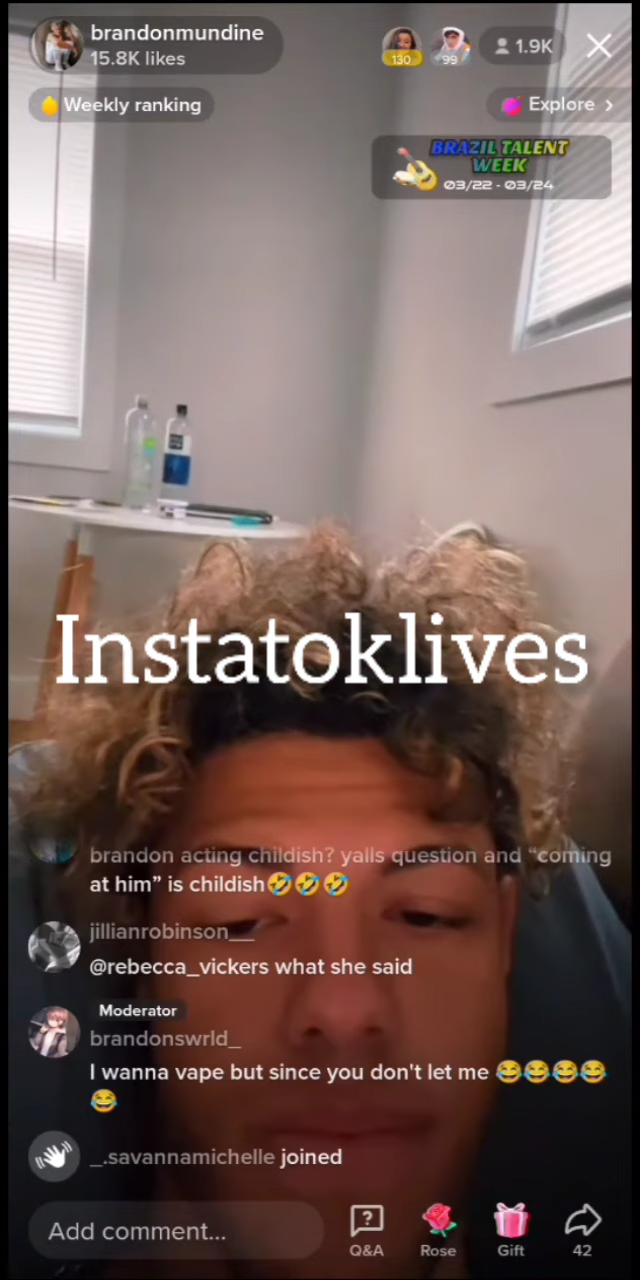 brandonmundine
15.8K likes
130
99
1.9K
Weekly ranking
Explore >
BRAZIL TALENT
WEEK
03/22 - 03/24
Instatoklives
brandon acting childish? yalls question and “coming
at him” is childish🤣🤣🤣
jillianrobinson__
@rebecca_vickers what she said
Moderator
brandonswrld_
I wanna vape but since you don't let me 😂😂😂😂
😂
_.savannamichelle joined
Add comment...
Q&A
Rose
Gift
42